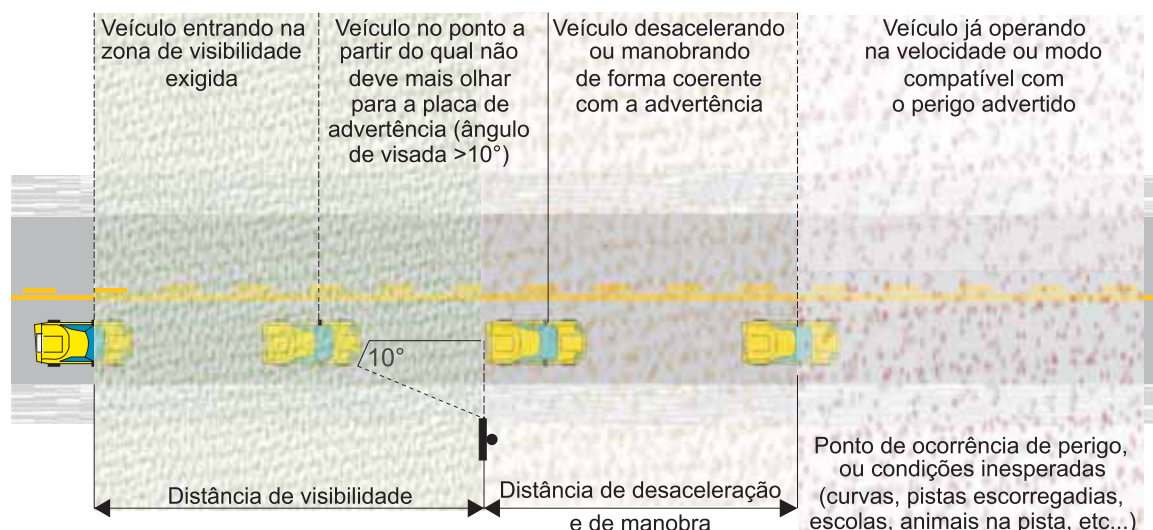 Veículo entrando na
zona de visibilidade
exigida
Veículo no ponto a
partir do qual não
deve mais olhar
para a placa de
advertência (ângulo
de visada >10°)
Veículo desacelerando
ou manobrando
de forma coerente
com a advertência
Veículo já operando
na velocidade ou modo
compatível com
o perigo advertido
10°
Distância de visibilidade
Distância de desaceleração
e de manobra
Ponto de ocorrência de perigo,
ou condições inesperadas
(curvas, pistas escorregadias,
escolas, animais na pista, etc...)